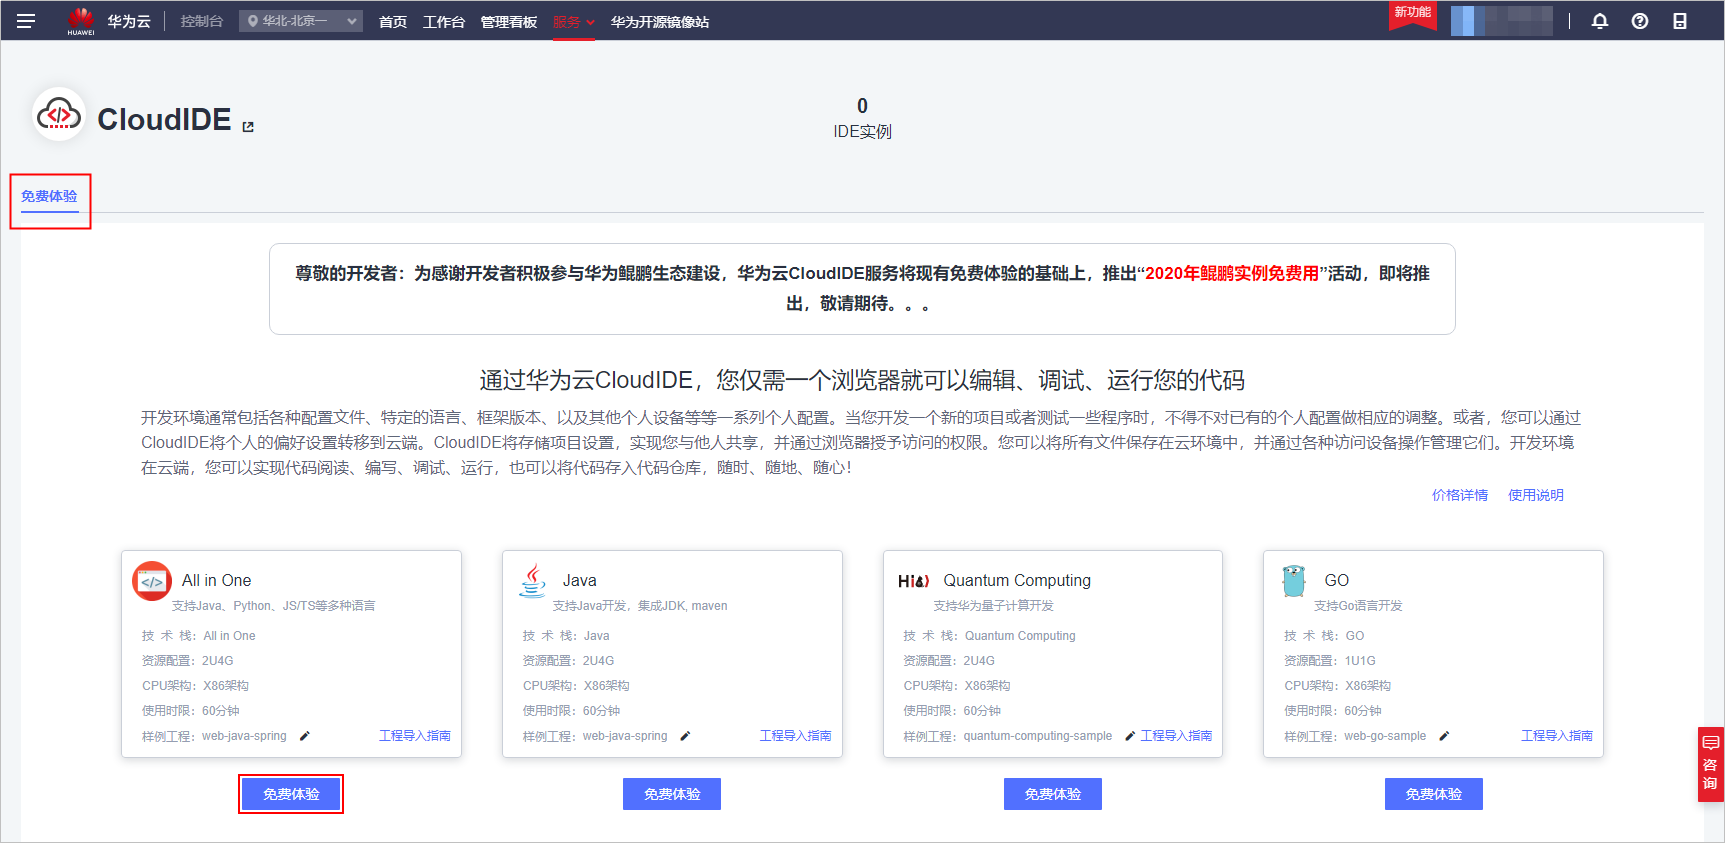 HUAWEI
华为云
控制台
华北-北京一
首页
工作台
管理看板
服务
华为开源镜像站
新功能
CloudIDE
0
IDE实例
免费体验
尊敬的开发者：为感谢开发者积极参与华为鲲鹏生态建设，华为云CloudIDE服务将现有免费体验的基础上，推出“2020年鲲鹏实例免费用”活动，即将推
出，敬请期待。。。
通过华为云CloudIDE，您仅需一个浏览器就可以编辑、调试、运行您的代码
开发环境通常包括各种配置文件、特定的语言、框架版本、以及其他个人设备等等一系列个人配置。当您开发一个新的项目或者测试一些程序时，不得不对已有的个人配置做相应的调整。或者，您可以通过
CloudIDE将个人的偏好设置转移到云端。CloudIDE将存储项目设置，实现您与他人共享，并通过浏览器授予访问的权限。您可以将所有文件保存在云环境中，并通过各种访问设备操作管理它们。开发环境
在云端，您可以实现代码阅读、编写、调试、运行，也可以将代码存入代码仓库，随时、随地、随心！
价格详情
使用说明
All in One
支持Java、Python、JS/TS等多种语言
技 术 栈：All in One
资源配置：2U4G
CPU架构：X86架构
使用时限：60分钟
样例工程：web-java-spring
工程导入指南
免费体验
Java
支持Java开发，集成JDK, maven
技 术 栈：Java
资源配置：2U4G
CPU架构：X86架构
使用时限：60分钟
样例工程：web-java-spring
工程导入指南
免费体验
Quantum Computing
支持华为量子计算开发
技 术 栈：Quantum Computing
资源配置：2U4G
CPU架构：X86架构
使用时限：60分钟
样例工程：quantum-computing-sample
工程导入指南
免费体验
GO
支持Go语言开发
技 术 栈：GO
资源配置：1U1G
CPU架构：X86架构
使用时限：60分钟
样例工程：web-go-sample
工程导入指南
免费体验
咨询